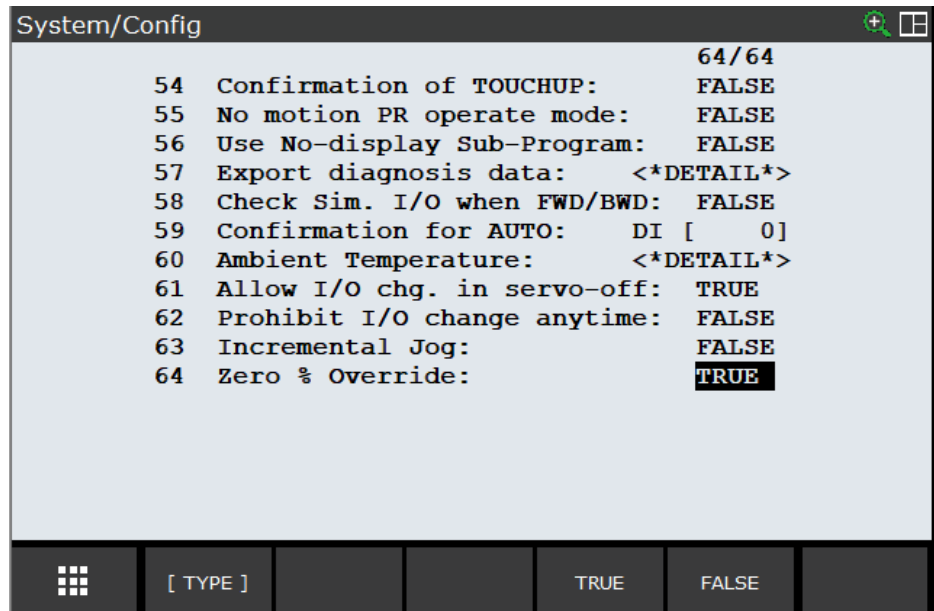 System/Config
64/64
54 Confirmation of TOUCHUP: FALSE
55 No motion PR operate mode: FALSE
56 Use No-display Sub-Program: FALSE
57 Export diagnosis data: <*DETAIL*>
58 Check Sim. I/O when FWD/BWD: FALSE
59 Confirmation for AUTO: DI [ 0]
60 Ambient Temperature: <*DETAIL*>
61 Allow I/O chg. in servo-off: TRUE
62 Prohibit I/O change anytime: FALSE
63 Incremental Jog: FALSE
64 Zero % Override: TRUE
[ TYPE ] TRUE FALSE